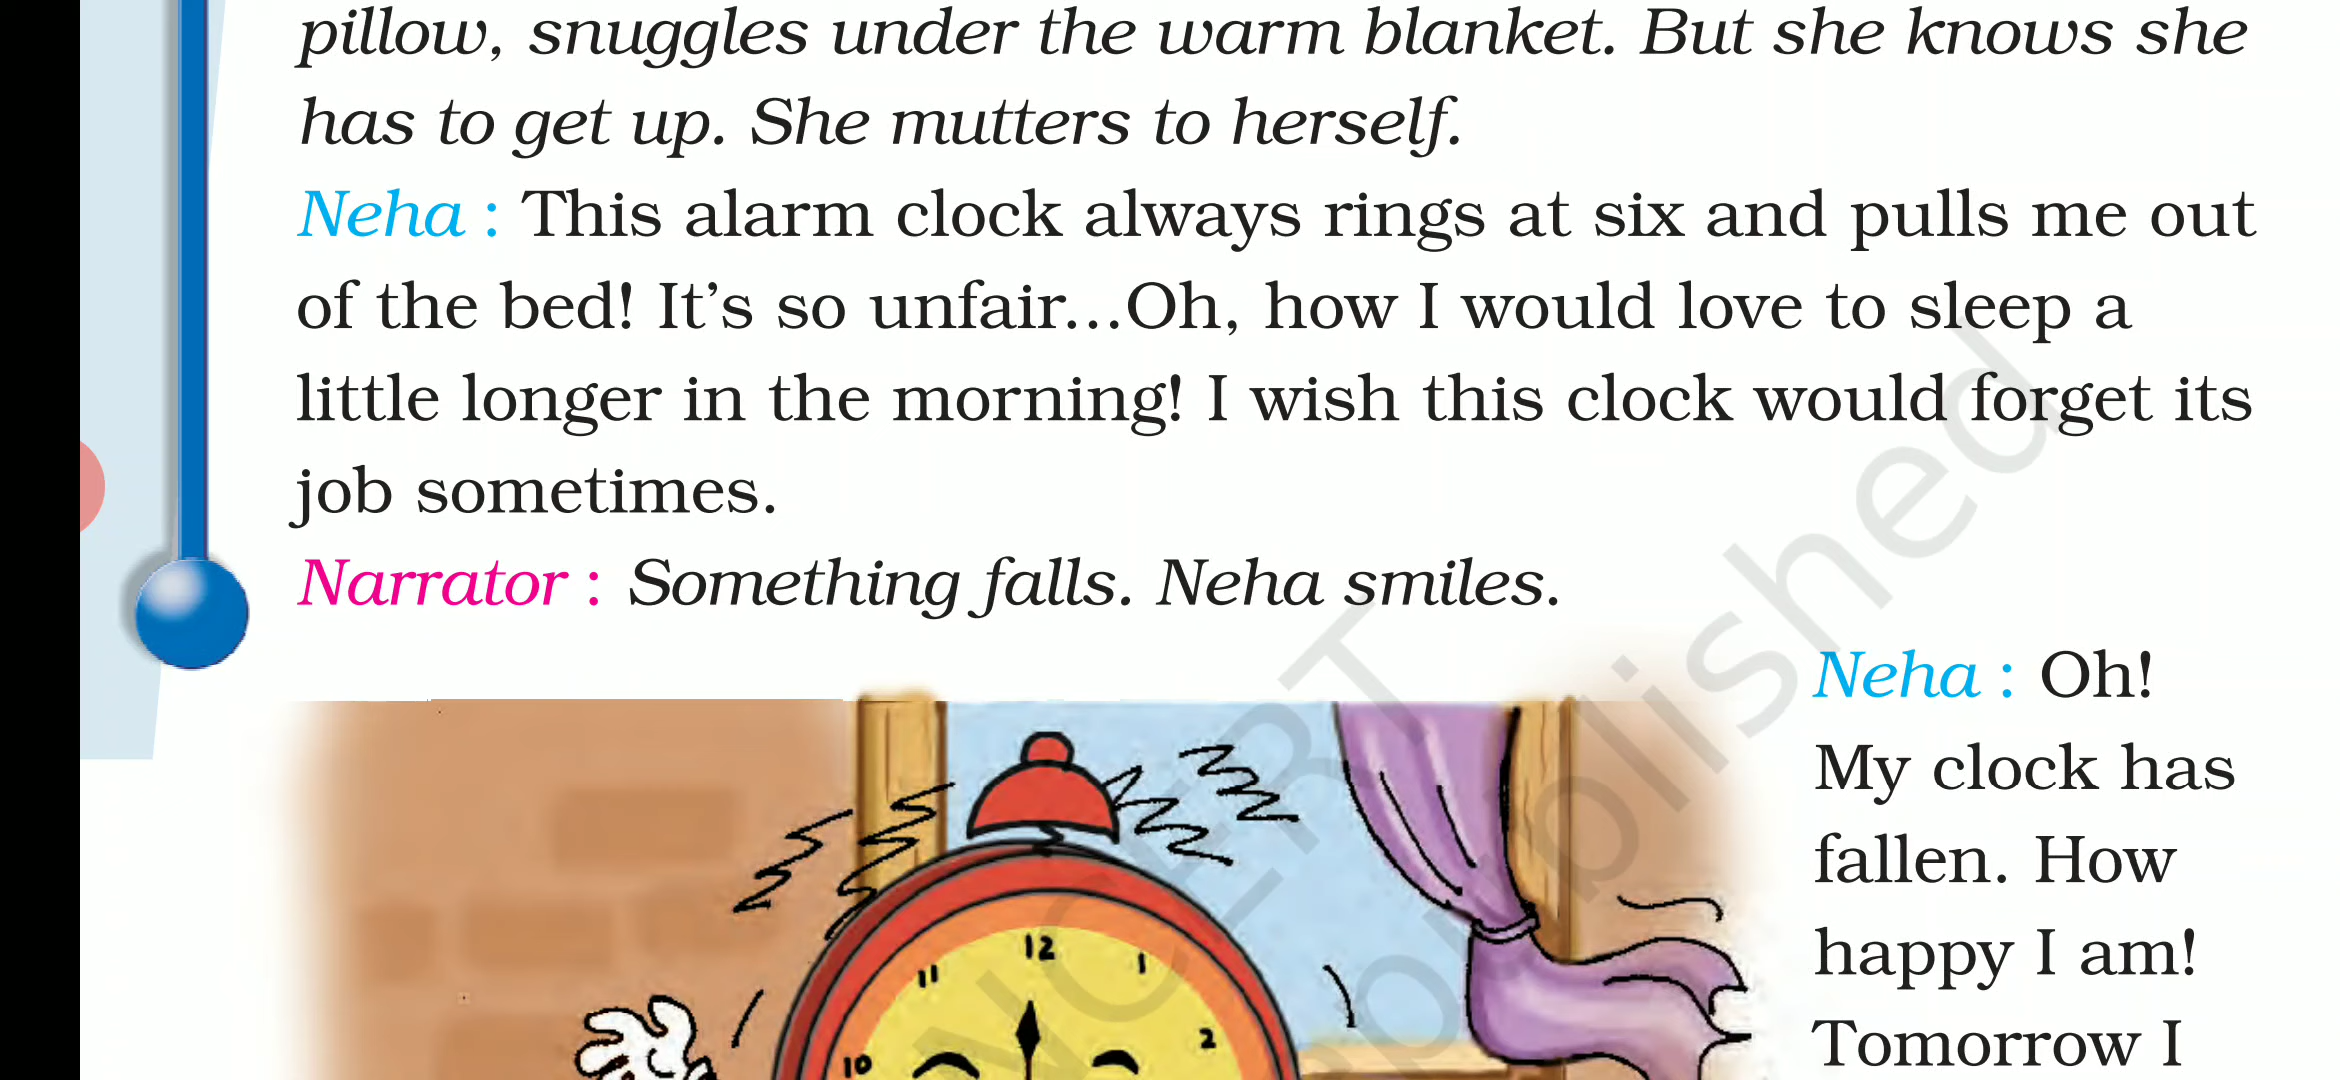 pillow, snuggles under the warm blanket. But she knows she
has to get up. She mutters to herself.
Neha : This alarm clock always rings at six and pulls me out
of the bed! It’s so unfair...Oh, how I would love to sleep a
little longer in the morning! I wish this clock would forget its
job sometimes.
Narrator : Something falls. Neha smiles.
Neha : Oh!
My clock has
fallen. How
happy I am!
Tomorrow I
12
11
1
2
10
NCERT